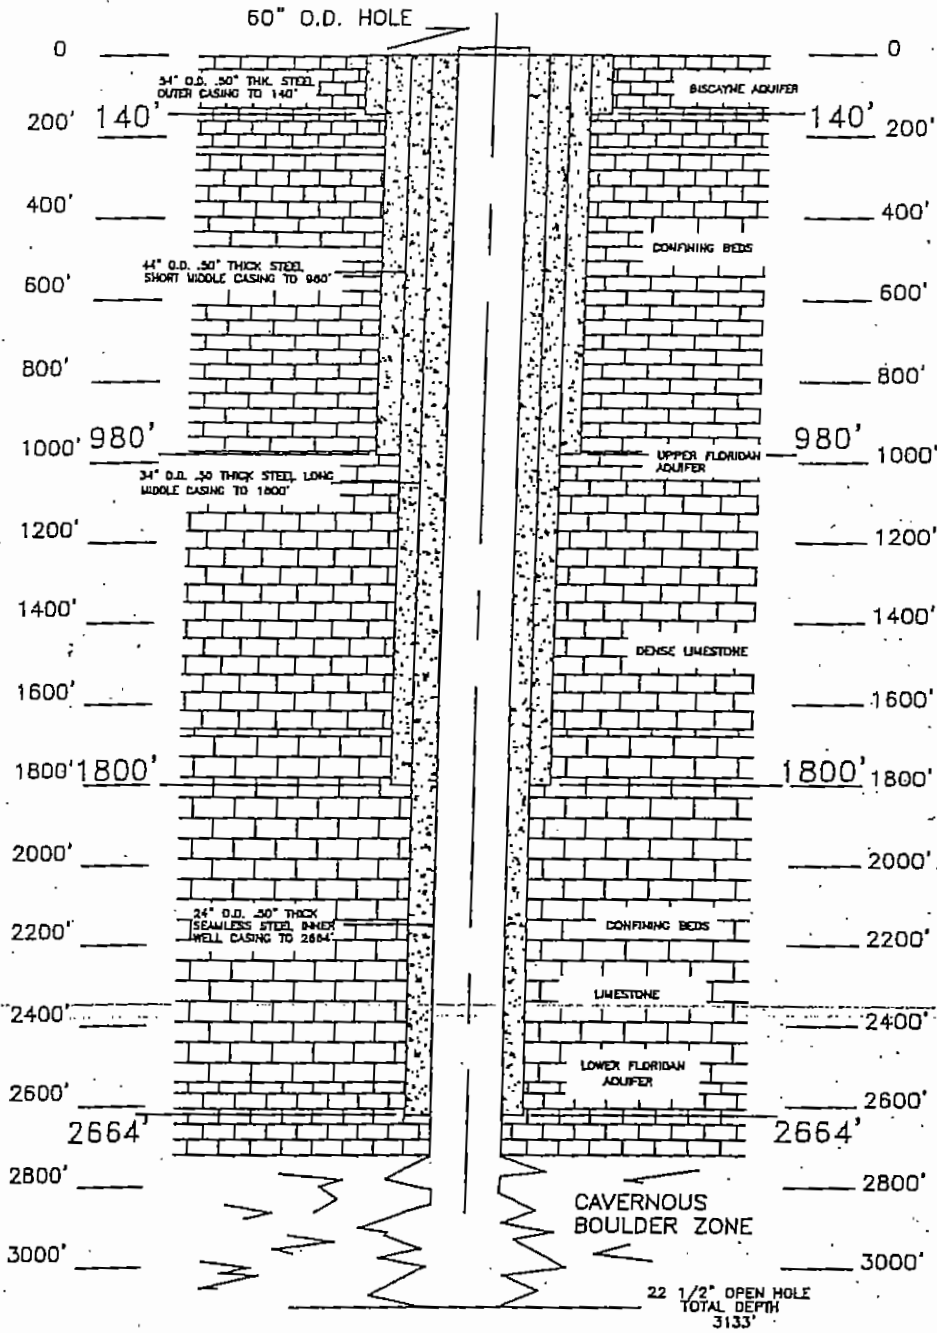 60" O.D. HOLE
0
0
54" O.D. .50" THK. STEEL
OUTER CASING TO 140'
BISCAYNE AQUIFER
140'
140'
200'
200'
400'
400'
CONFINING BEDS
44" O.D. .50" THICK STEEL
SHORT MIDDLE CASING TO 980'
600'
600'
800'
800'
980'
980'
1000'
1000'
UPPER FLORIDAN
AQUIFER
34" O.D. .50 THICK STEEL LONG
MIDDLE CASING TO 1800'
1200'
1200'
1400'
1400'
DENSE LIMESTONE
1600'
1600'
1800'
1800'
1800'
1800'
2000'
2000'
24" O.D. .50" THICK
SEAMLESS STEEL INNER
WELL CASING TO 2664'
CONFINING BEDS
2200'
2200'
LIMESTONE
2400'
2400'
LOWER FLORIDAN
AQUIFER
2600'
2600'
2664'
2664'
2800'
2800'
CAVERNOUS
BOULDER ZONE
3000'
3000'
22 1/2" OPEN HOLE
TOTAL DEPTH
3133'